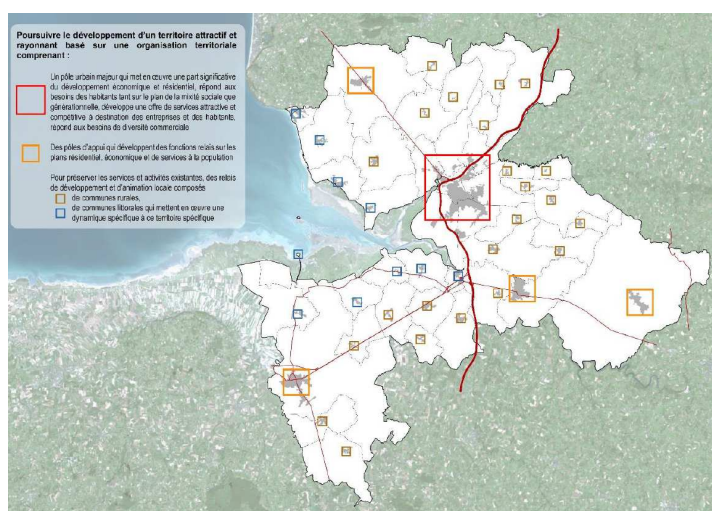 Poursuivre le développement d'un territoire attractif et
rayonnant basé sur une organisation territoriale
comprenant :
Un pôle urbain majeur qui met en œuvre une part significative
du développement économique et résidentiel, répond aux
besoins des habitants tant sur le plan de la mixité sociale que
générationnelle, développe une offre de services attractive et
compétitive à destination des entreprises et des habitants,
répond aux besoins de diversité commerciale
Des pôles d'appui qui développent des fonctions relais sur les
plans résidentiel, économique et de services à la population
Pour préserver les services et activités existantes, des relais
de développement et d'animation locale composés
de communes rurales,
de communes littorales qui mettent en œuvre une
dynamique spécifique à ce territoire spécifique